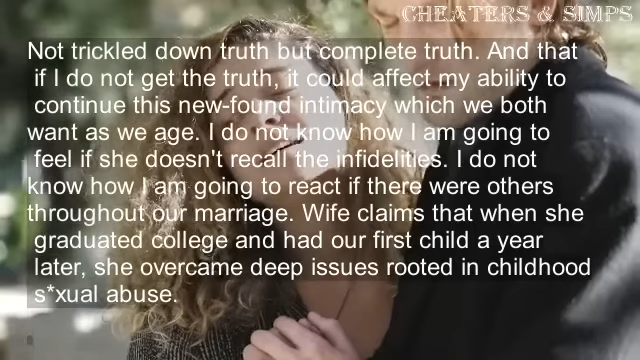 CHEATERS & SIMPS
Not trickled down truth but complete truth. And that
if I do not get the truth, it could affect my ability to
continue this new-found intimacy which we both
want as we age. I do not know how I am going to
feel if she doesn't recall the infidelities. I do not
know how I am going to react if there were others
throughout our marriage. Wife claims that when she
graduated college and had our first child a year
later, she overcame deep issues rooted in childhood
s*xual abuse.